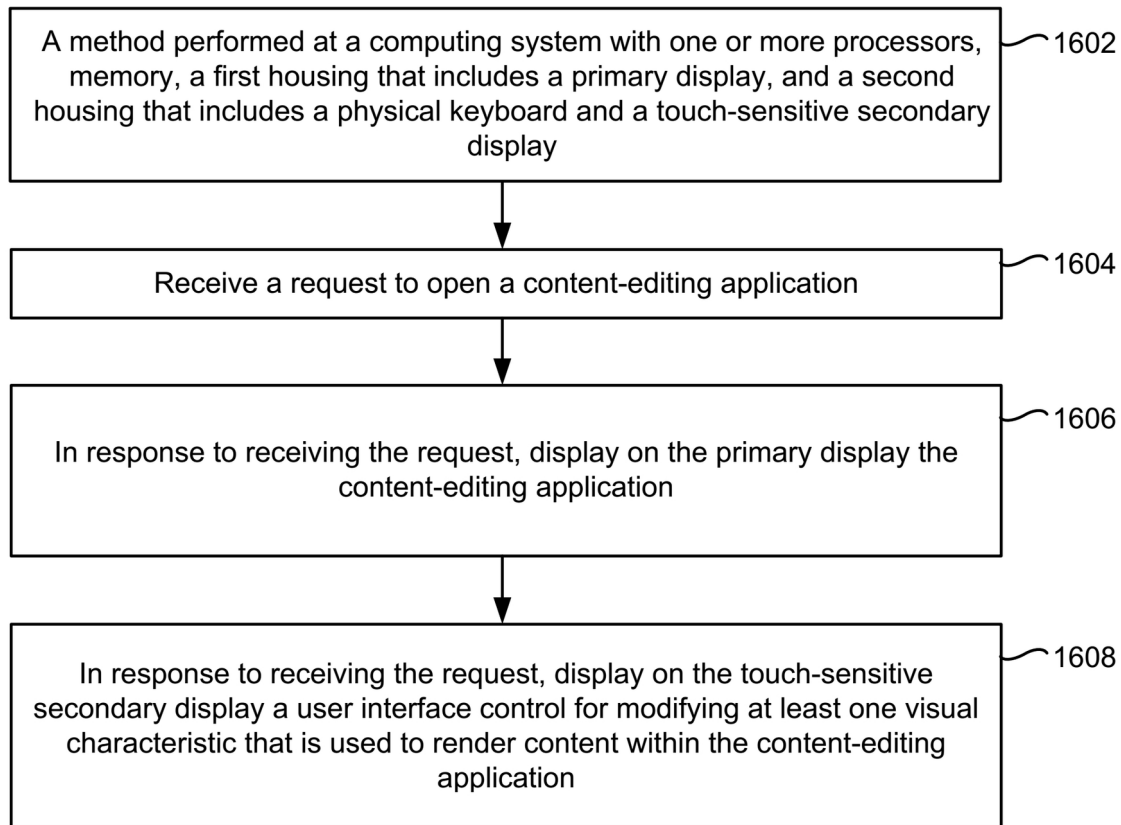 A method performed at a computing system with one or more processors,
memory, a first housing that includes a primary display, and a second
housing that includes a physical keyboard and a touch-sensitive secondary
display
1602
Receive a request to open a content-editing application
1604
In response to receiving the request, display on the primary display the
content-editing application
1606
In response to receiving the request, display on the touch-sensitive
secondary display a user interface control for modifying at least one visual
characteristic that is used to render content within the content-editing
application
1608